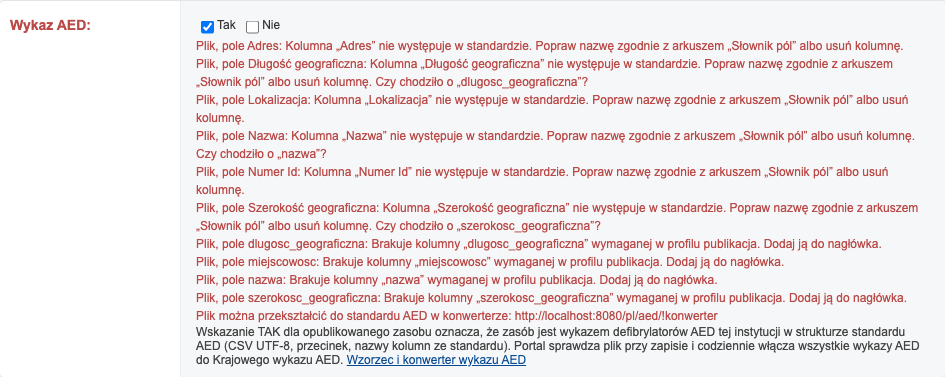 Wykaz AED:
Tak Nie
Plik, pole Adres: Kolumna „Adres” nie występuje w standardzie. Popraw nazwę zgodnie z arkuszem „Słownik pól” albo usuń kolumnę.
Plik, pole Długość geograficzna: Kolumna „Długość geograficzna” nie występuje w standardzie. Popraw nazwę zgodnie z arkuszem
„Słownik pól” albo usuń kolumnę. Czy chodziło o „dlugosc_geograficzna”?
Plik, pole Lokalizacja: Kolumna „Lokalizacja” nie występuje w standardzie. Popraw nazwę zgodnie z arkuszem „Słownik pól” albo usuń
kolumnę.
Plik, pole Nazwa: Kolumna „Nazwa” nie występuje w standardzie. Popraw nazwę zgodnie z arkuszem „Słownik pól” albo usuń kolumnę.
Czy chodziło o „nazwa”?
Plik, pole Numer Id: Kolumna „Numer Id” nie występuje w standardzie. Popraw nazwę zgodnie z arkuszem „Słownik pól” albo usuń
kolumnę.
Plik, pole Szerokość geograficzna: Kolumna „Szerokość geograficzna” nie występuje w standardzie. Popraw nazwę zgodnie z arkuszem
„Słownik pól” albo usuń kolumnę. Czy chodziło o „szerokosc_geograficzna”?
Plik, pole dlugosc_geograficzna: Brakuje kolumny „dlugosc_geograficzna” wymaganej w profilu publikacja. Dodaj ją do nagłówka.
Plik, pole miejscowosc: Brakuje kolumny „miejscowosc” wymaganej w profilu publikacja. Dodaj ją do nagłówka.
Plik, pole nazwa: Brakuje kolumny „nazwa” wymaganej w profilu publikacja. Dodaj ją do nagłówka.
Plik, pole szerokosc_geograficzna: Brakuje kolumny „szerokosc_geograficzna” wymaganej w profilu publikacja. Dodaj ją do nagłówka.
Plik można przekształcić do standardu AED w konwerterze: http://localhost:8080/pl/aed/!konwerter
Wskazanie TAK dla opublikowanego zasobu oznacza, że zasób jest wykazem defibrylatorów AED tej instytucji w strukturze standardu
AED (CSV UTF-8, przecinek, nazwy kolumn ze standardu). Portal sprawdza plik przy zapisie i codziennie włącza wszystkie wykazy AED
do Krajowego wykazu AED. Wzorzec i konwerter wykazu AED